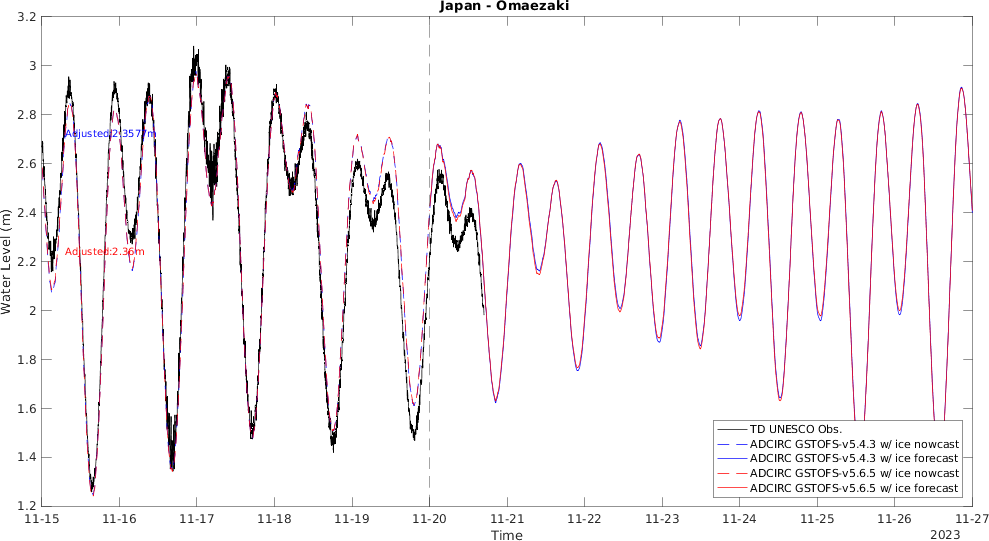 Japan - Omaezaki
3.2
3
2.8
2.6
2.4
2.2
2
1.8
1.6
1.4
1.2
Water Level (m)
Adjusted:2.3577m
Adjusted:2.36m
TD UNESCO Obs.
ADCIRC GSTOFS-v5.4.3 w/ ice nowcast
ADCIRC GSTOFS-v5.4.3 w/ ice forecast
ADCIRC GSTOFS-v5.6.5 w/ ice nowcast
ADCIRC GSTOFS-v5.6.5 w/ ice forecast
11-15 11-16 11-17 11-18 11-19 11-20 11-21 11-22 11-23 11-24 11-25 11-26 11-27
Time
2023